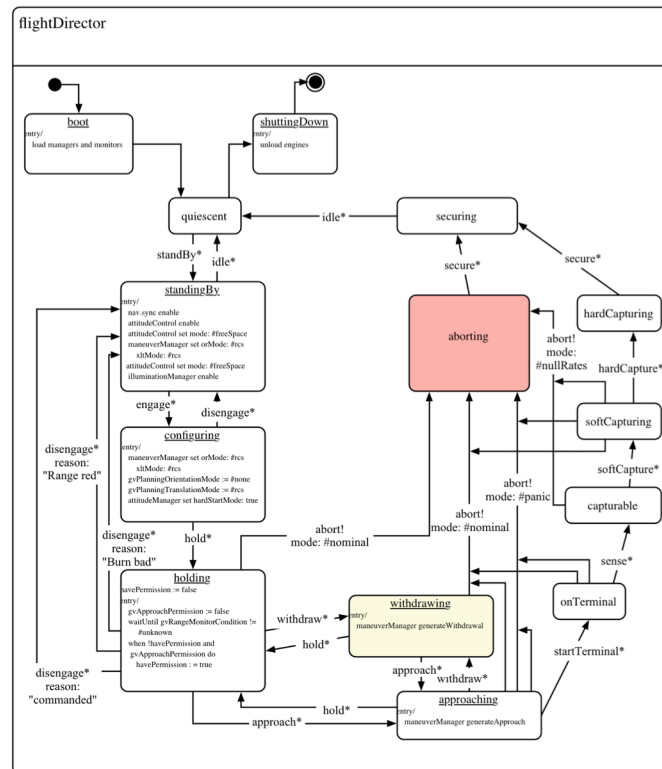 flightDirector
boot
entry/
load managers and monitors
shuttingDown
entry/
unload engines
quiescent
idle*
securing
standBy*
idle*
secure*
secure*
standingBy
entry/
nav.sync enable
attitudeControl enable
attitudeControl set mode: #freeSpace
maneuverManager set orMode: #rcs
xltMode: #rcs
attitudeControl set mode: #freeSpace
illuminationManager enable
aborting
hardCapturing
abort!
mode:
#nullRates
hardCapture*
engage*
disengage*
softCapturing
configuring
entry/
maneuverManager set orMode: #rcs
xltMode: #rcs
gvPlanningOrientationMode := #none
gvPlanningTranslationMode := #rcs
attitudeManager set hardStartMode: true
disengage*
reason:
"Range red"
softCapture*
abort!
mode: #panic
capturable
abort!
mode: #nominal
abort!
mode: #nominal
disengage*
reason:
"Burn bad"
hold*
sense*
holding
havePermission := false
entry/
gvApproachPermission := false
waitUntil gvRangeMonitorCondition !=
#unknown
when !havePermission and
gvApproachPermission do
havePermission : = true
withdraw*
hold*
withdrawing
entry/
maneuverManager generateWithdrawal
onTerminal
startTerminal*
disengage*
reason:
"commanded"
approach*
withdraw*
hold*
approach*
approaching
entry/
maneuverManager generateApproach